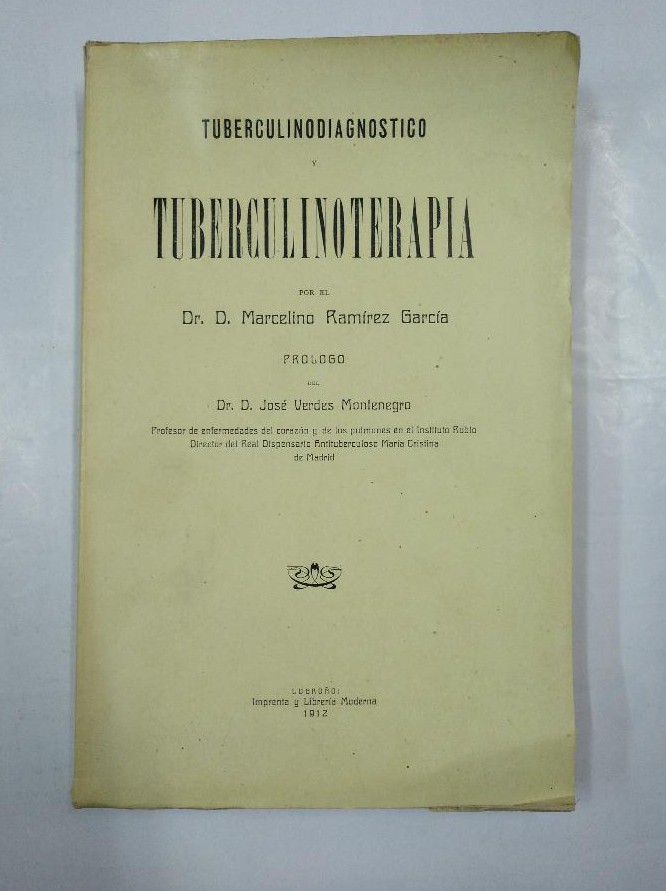 TUBERCULINODIAGNOSTICO
Y
TUBERCULINOTERAPIA
POR EL
Dr. D. Marcelino Ramírez García
PROLOGO
DEL
Dr. D. José Verdes Montenegro
Profesor de enfermedades del corazón y de los pulmones en el Instituto Rubio
Director del Real Dispensario Antituberculoso María Cristina
de Madrid
LOGROÑO:
Imprenta y Librería Moderna
1912